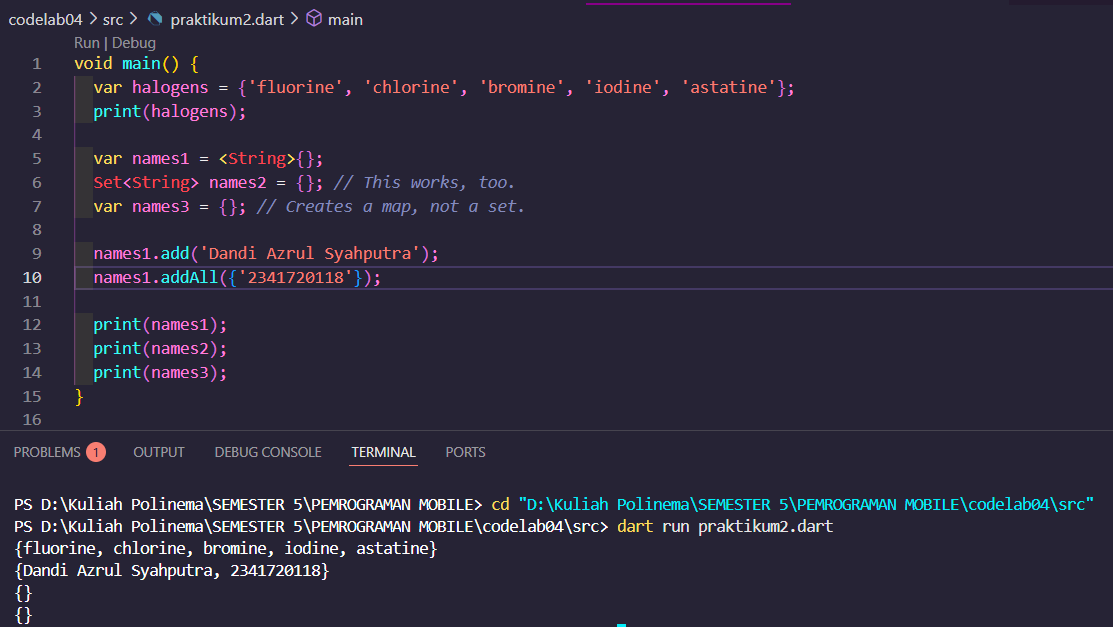 codelab04 > src > praktikum2.dart > main
Run | Debug
1 void main() {
2   var halogens = {'fluorine', 'chlorine', 'bromine', 'iodine', 'astatine'};
3   print(halogens);
4
5   var names1 = <String>{};
6   Set<String> names2 = {}; // This works, too.
7   var names3 = {}; // Creates a map, not a set.
8
9   names1.add('Dandi Azrul Syahputra');
10   names1.addAll({'2341720118'});
11
12   print(names1);
13   print(names2);
14   print(names3);
15 }
16
PROBLEMS 1 OUTPUT DEBUG CONSOLE TERMINAL PORTS
PS D:\Kuliah Polinema\SEMESTER 5\PEMROGRAMAN MOBILE> cd "D:\Kuliah Polinema\SEMESTER 5\PEMROGRAMAN MOBILE\codelab04\src"
PS D:\Kuliah Polinema\SEMESTER 5\PEMROGRAMAN MOBILE\codelab04\src> dart run praktikum2.dart
{fluorine, chlorine, bromine, iodine, astatine}
{Dandi Azrul Syahputra, 2341720118}
{}
{}